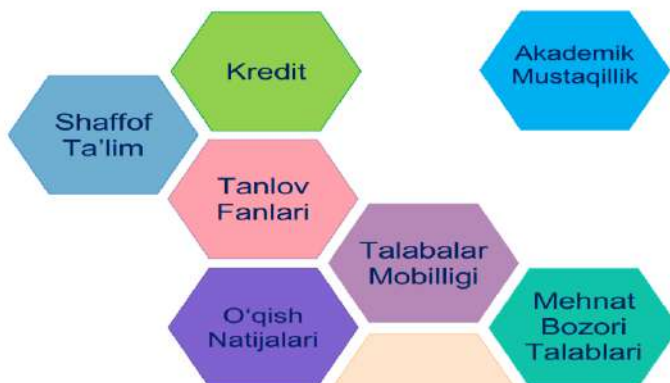 Kredit
Akademik
Mustaqillik
Shaffof
Ta'lim
Tanlov
Fanlari
Talabalar
Mobilligi
O‘qish
Natijalari
Mehnat
Bozori
Talablari